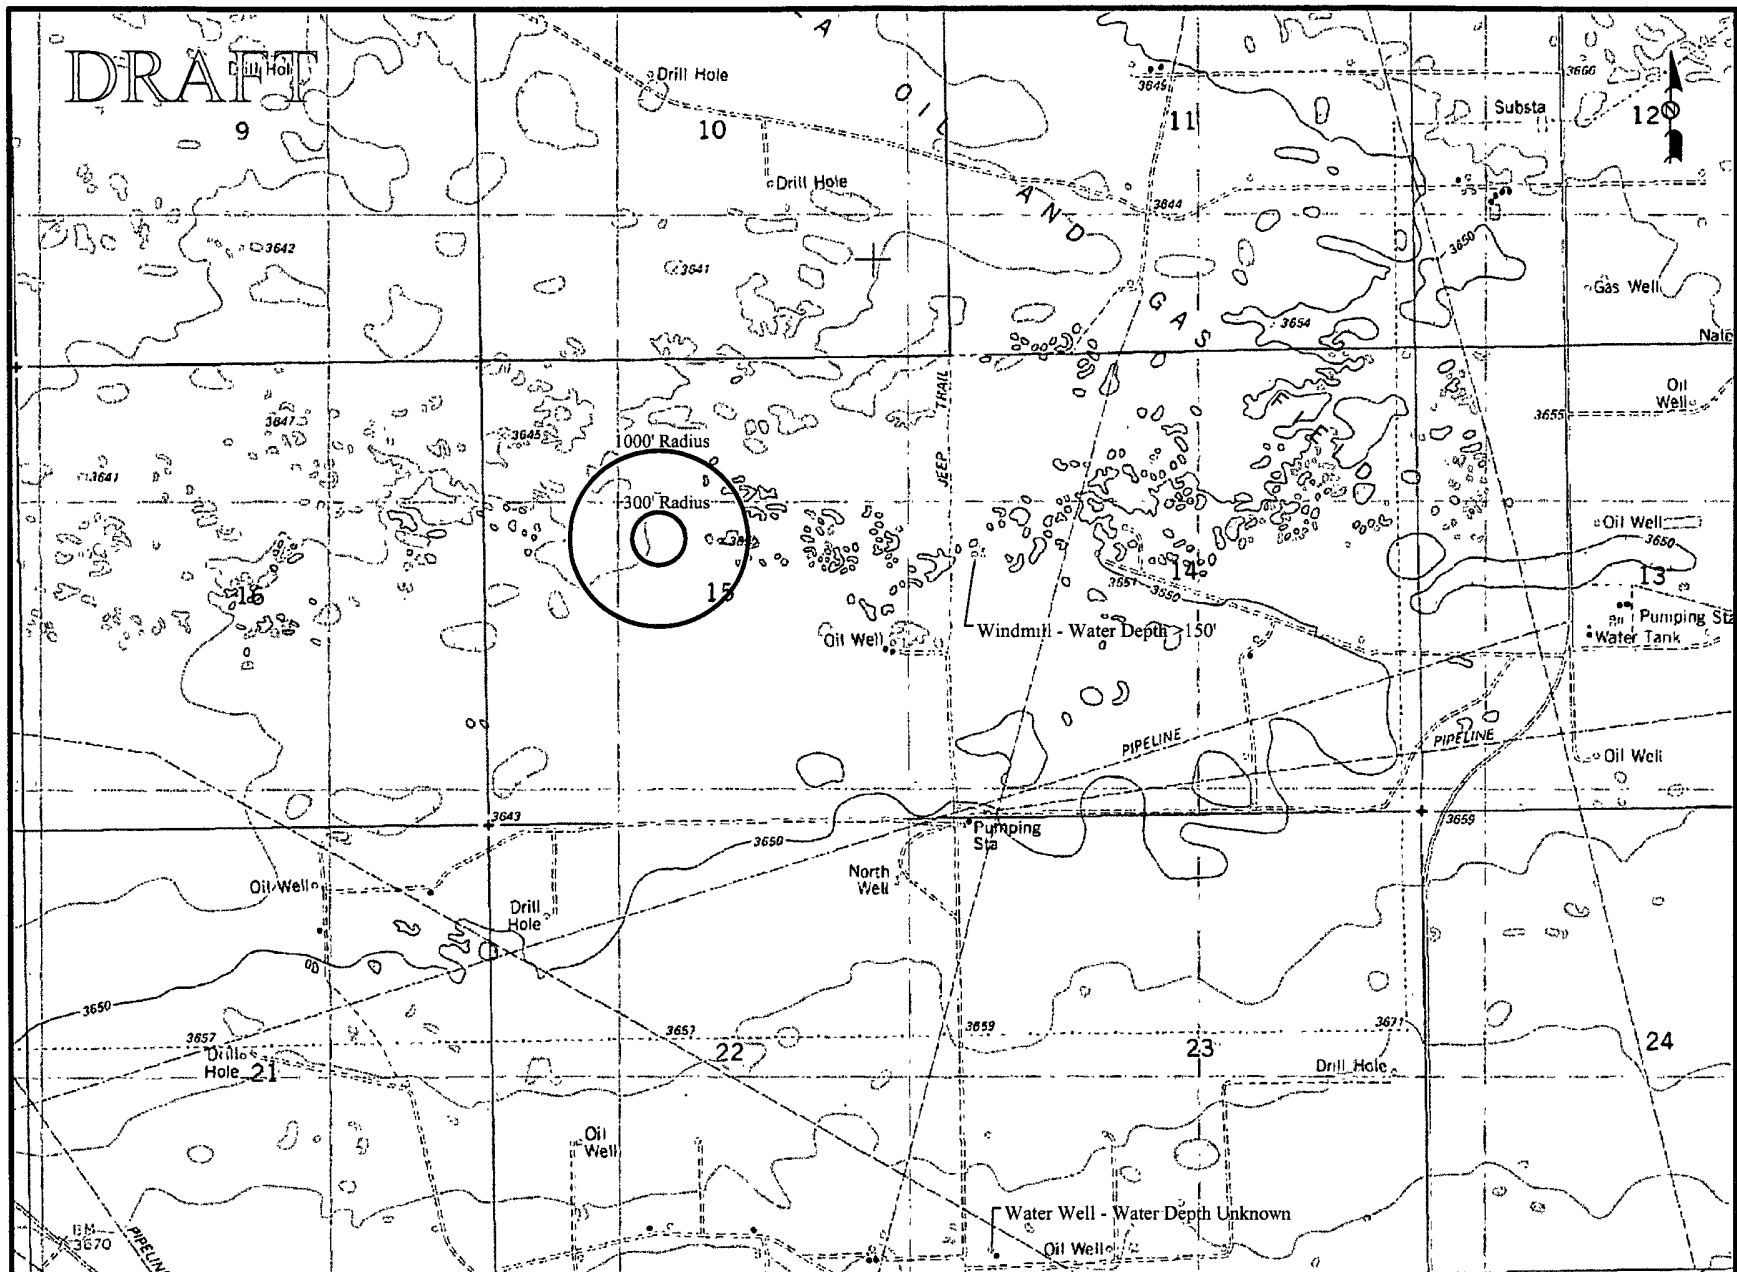 DRAFT
Drill Hole
Drill Hole
3666
3645
Substa
OIL
9
10
11
12
N
Drill Hole
AND
3644
3642
3641
3650
GAS
Gas Well
3654
Oil
Well
TRAIL
3655
3647
3645
1000' Radius
3641
JEEP
300' Radius
Oil Well
3650
16
15
14
13
3651
3550
Windmill - Water Depth >150'
Oil Well
Pumping Sta
Water Tank
PIPELINE
PIPELINE
Oil Well
3643
3659
3650
Pumping
Sta
North
Well
Oil Well
Drill
Hole
3650
3657
3657
3659
3671
Drill
Hole
21
22
23
24
Drill Hole
Oil
Well
Water Well - Water Depth Unknown
BM
3670
PIPELINE
Oil Well